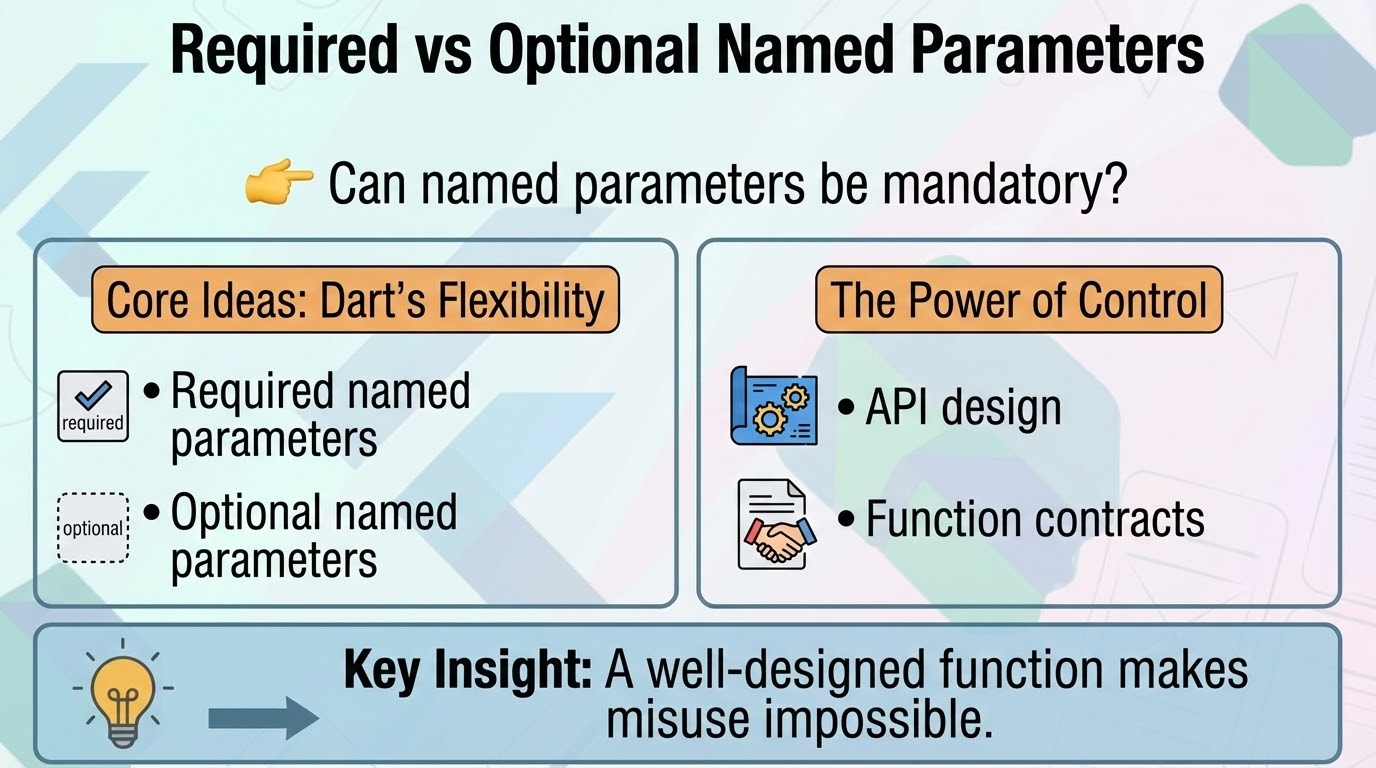 Required vs Optional Named Parameters
👉 Can named parameters be mandatory?
Core Ideas: Dart's Flexibility
required
• Required named
parameters
optional
• Optional named
parameters
The Power of Control
• API design
• Function contracts
Key Insight: A well-designed function makes
misuse impossible.